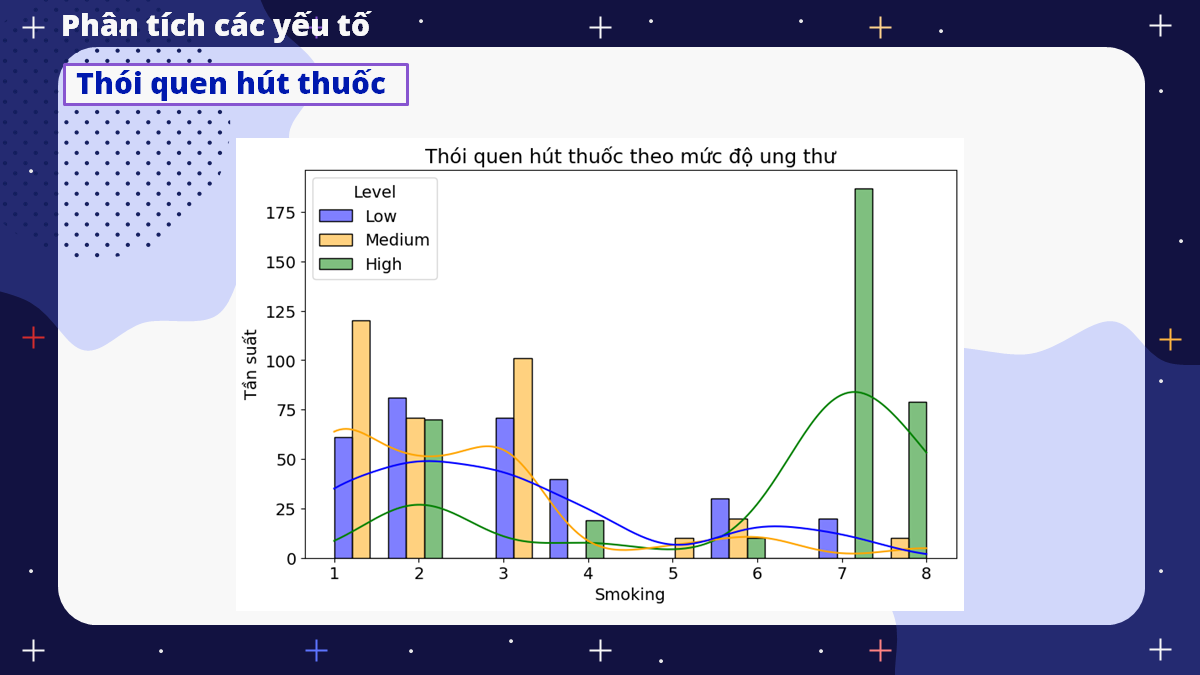 Phân tích các yếu tố
Thói quen hút thuốc
Thói quen hút thuốc theo mức độ ung thư
Level
Low
Medium
High
175
150
125
100
75
50
25
0
Tần suất
1 2 3 4 5 6 7 8
Smoking